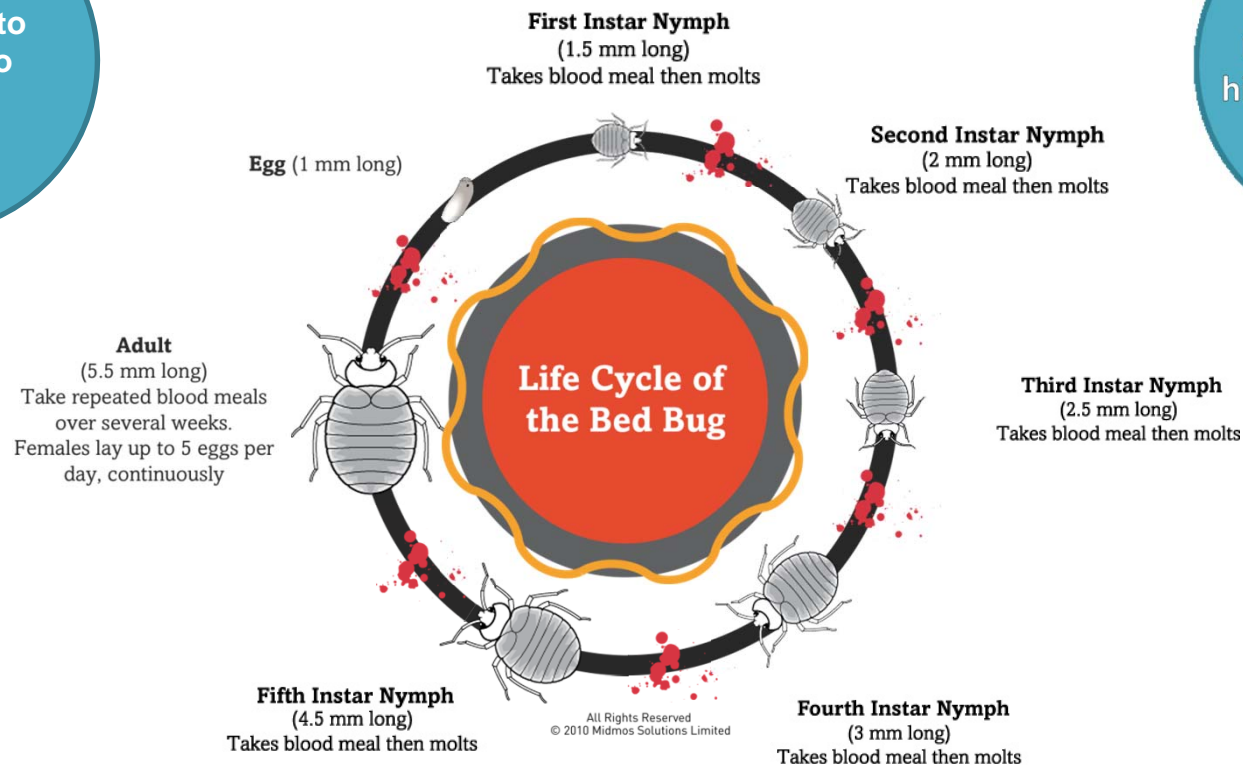 to
o
h
First Instar Nymph
(1.5 mm long)
Takes blood meal then molts
Second Instar Nymph
(2 mm long)
Takes blood meal then molts
Third Instar Nymph
(2.5 mm long)
Takes blood meal then molts
Fourth Instar Nymph
(3 mm long)
Takes blood meal then molts
Fifth Instar Nymph
(4.5 mm long)
Takes blood meal then molts
Adult
(5.5 mm long)
Take repeated blood meals
over several weeks.
Females lay up to 5 eggs per
day, continuously
Egg (1 mm long)
Life Cycle of
the Bed Bug
All Rights Reserved
© 2010 Midmos Solutions Limited